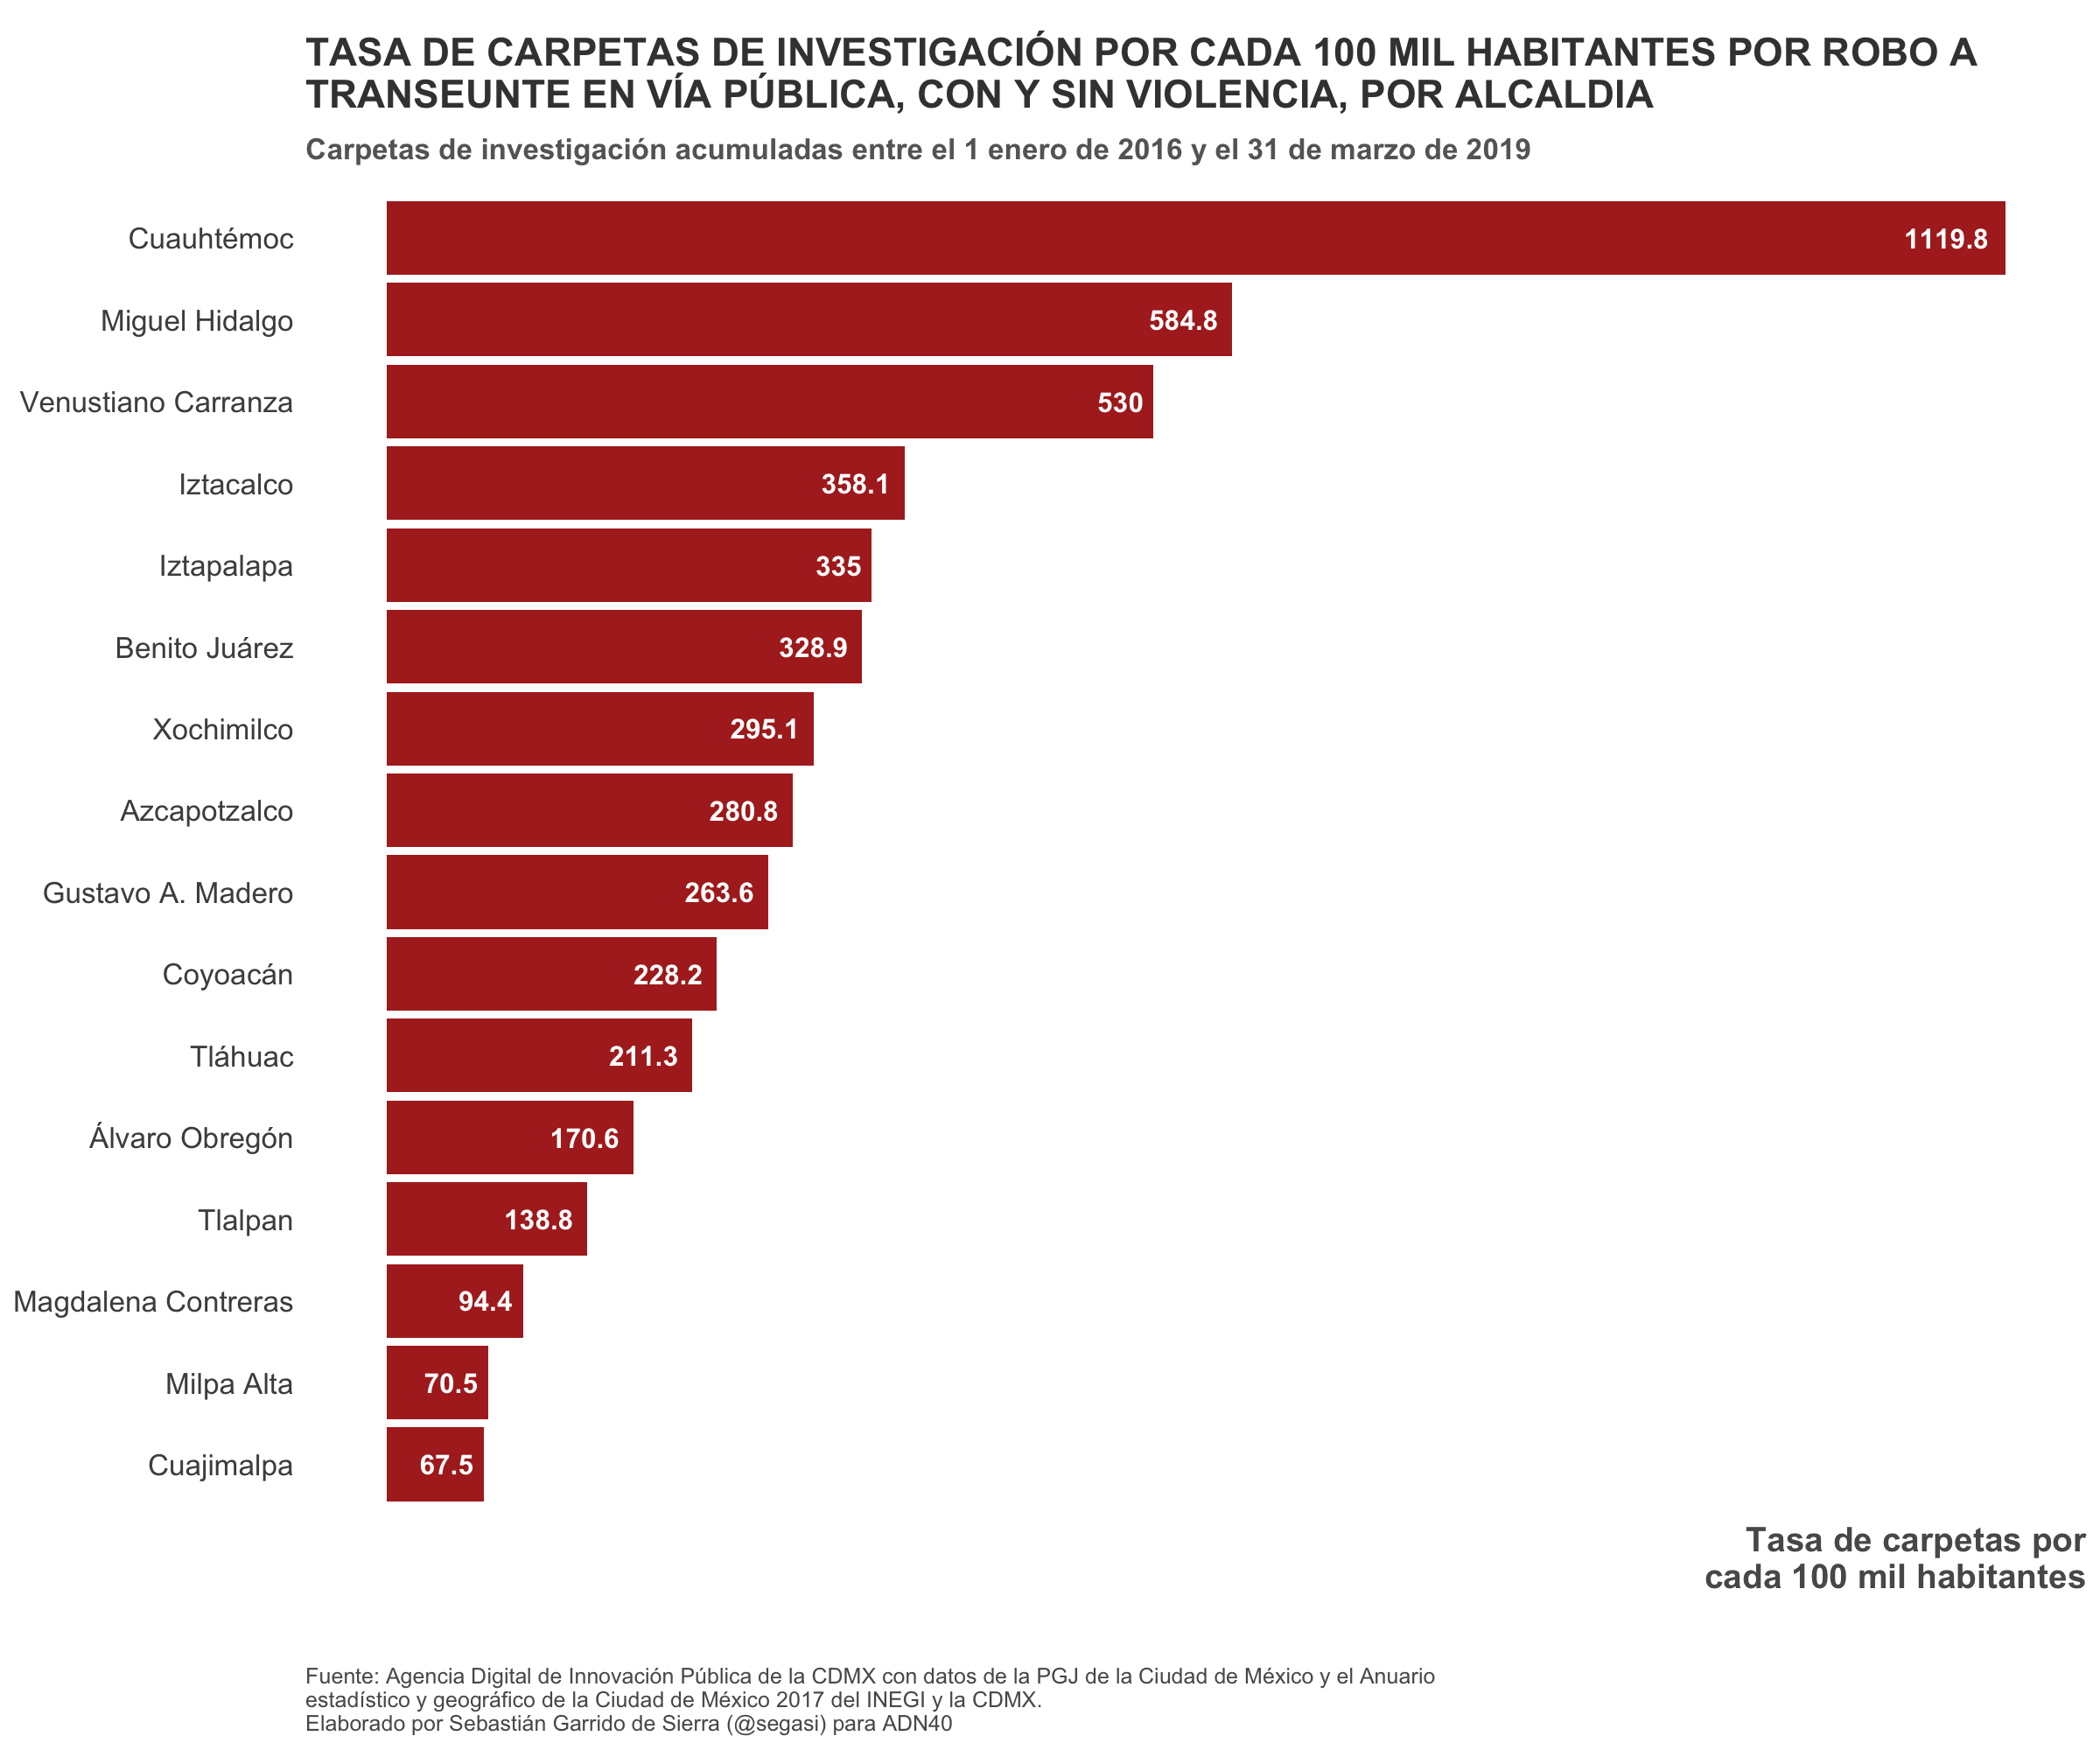 TASA DE CARPETAS DE INVESTIGACIÓN POR CADA 100 MIL HABITANTES POR ROBO A
TRANSEUNTE EN VÍA PÚBLICA, CON Y SIN VIOLENCIA, POR ALCALDIA
Carpetas de investigación acumuladas entre el 1 enero de 2016 y el 31 de marzo de 2019
Cuauhtémoc 1119.8
Miguel Hidalgo 584.8
Venustiano Carranza 530
Iztacalco 358.1
Iztapalapa 335
Benito Juárez 328.9
Xochimilco 295.1
Azcapotzalco 280.8
Gustavo A. Madero 263.6
Coyoacán 228.2
Tláhuac 211.3
Álvaro Obregón 170.6
Tlalpan 138.8
Magdalena Contreras 94.4
Milpa Alta 70.5
Cuajimalpa 67.5
Tasa de carpetas por
cada 100 mil habitantes
Fuente: Agencia Digital de Innovación Pública de la CDMX con datos de la PGJ de la Ciudad de México y el Anuario
estadístico y geográfico de la Ciudad de México 2017 del INEGI y la CDMX.
Elaborado por Sebastián Garrido de Sierra (@segasi) para ADN40